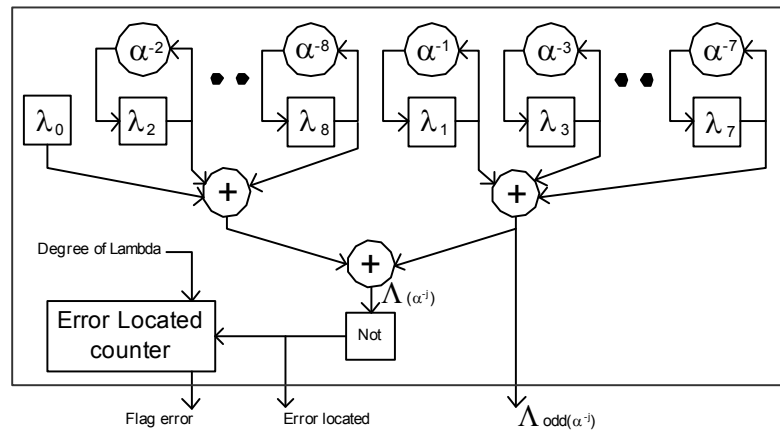 α-2
α-8
α-1
α-3
α-7
λ0
λ2
λ8
λ1
λ3
λ7
+
+
Degree of Lambda
+
Λ (α-j)
Error Located
counter
Not
Flag error
Error located
Λ odd(α-j)